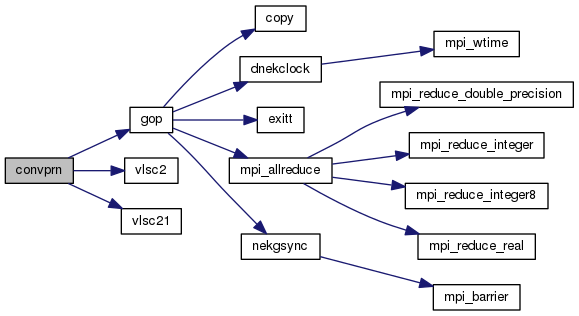 convprn
gop
vlsc2
vlsc21
copy
dnekclock
exitt
mpi_allreduce
nekgsync
mpi_wtime
mpi_reduce_double_precision
mpi_reduce_integer
mpi_reduce_integer8
mpi_reduce_real
mpi_barrier